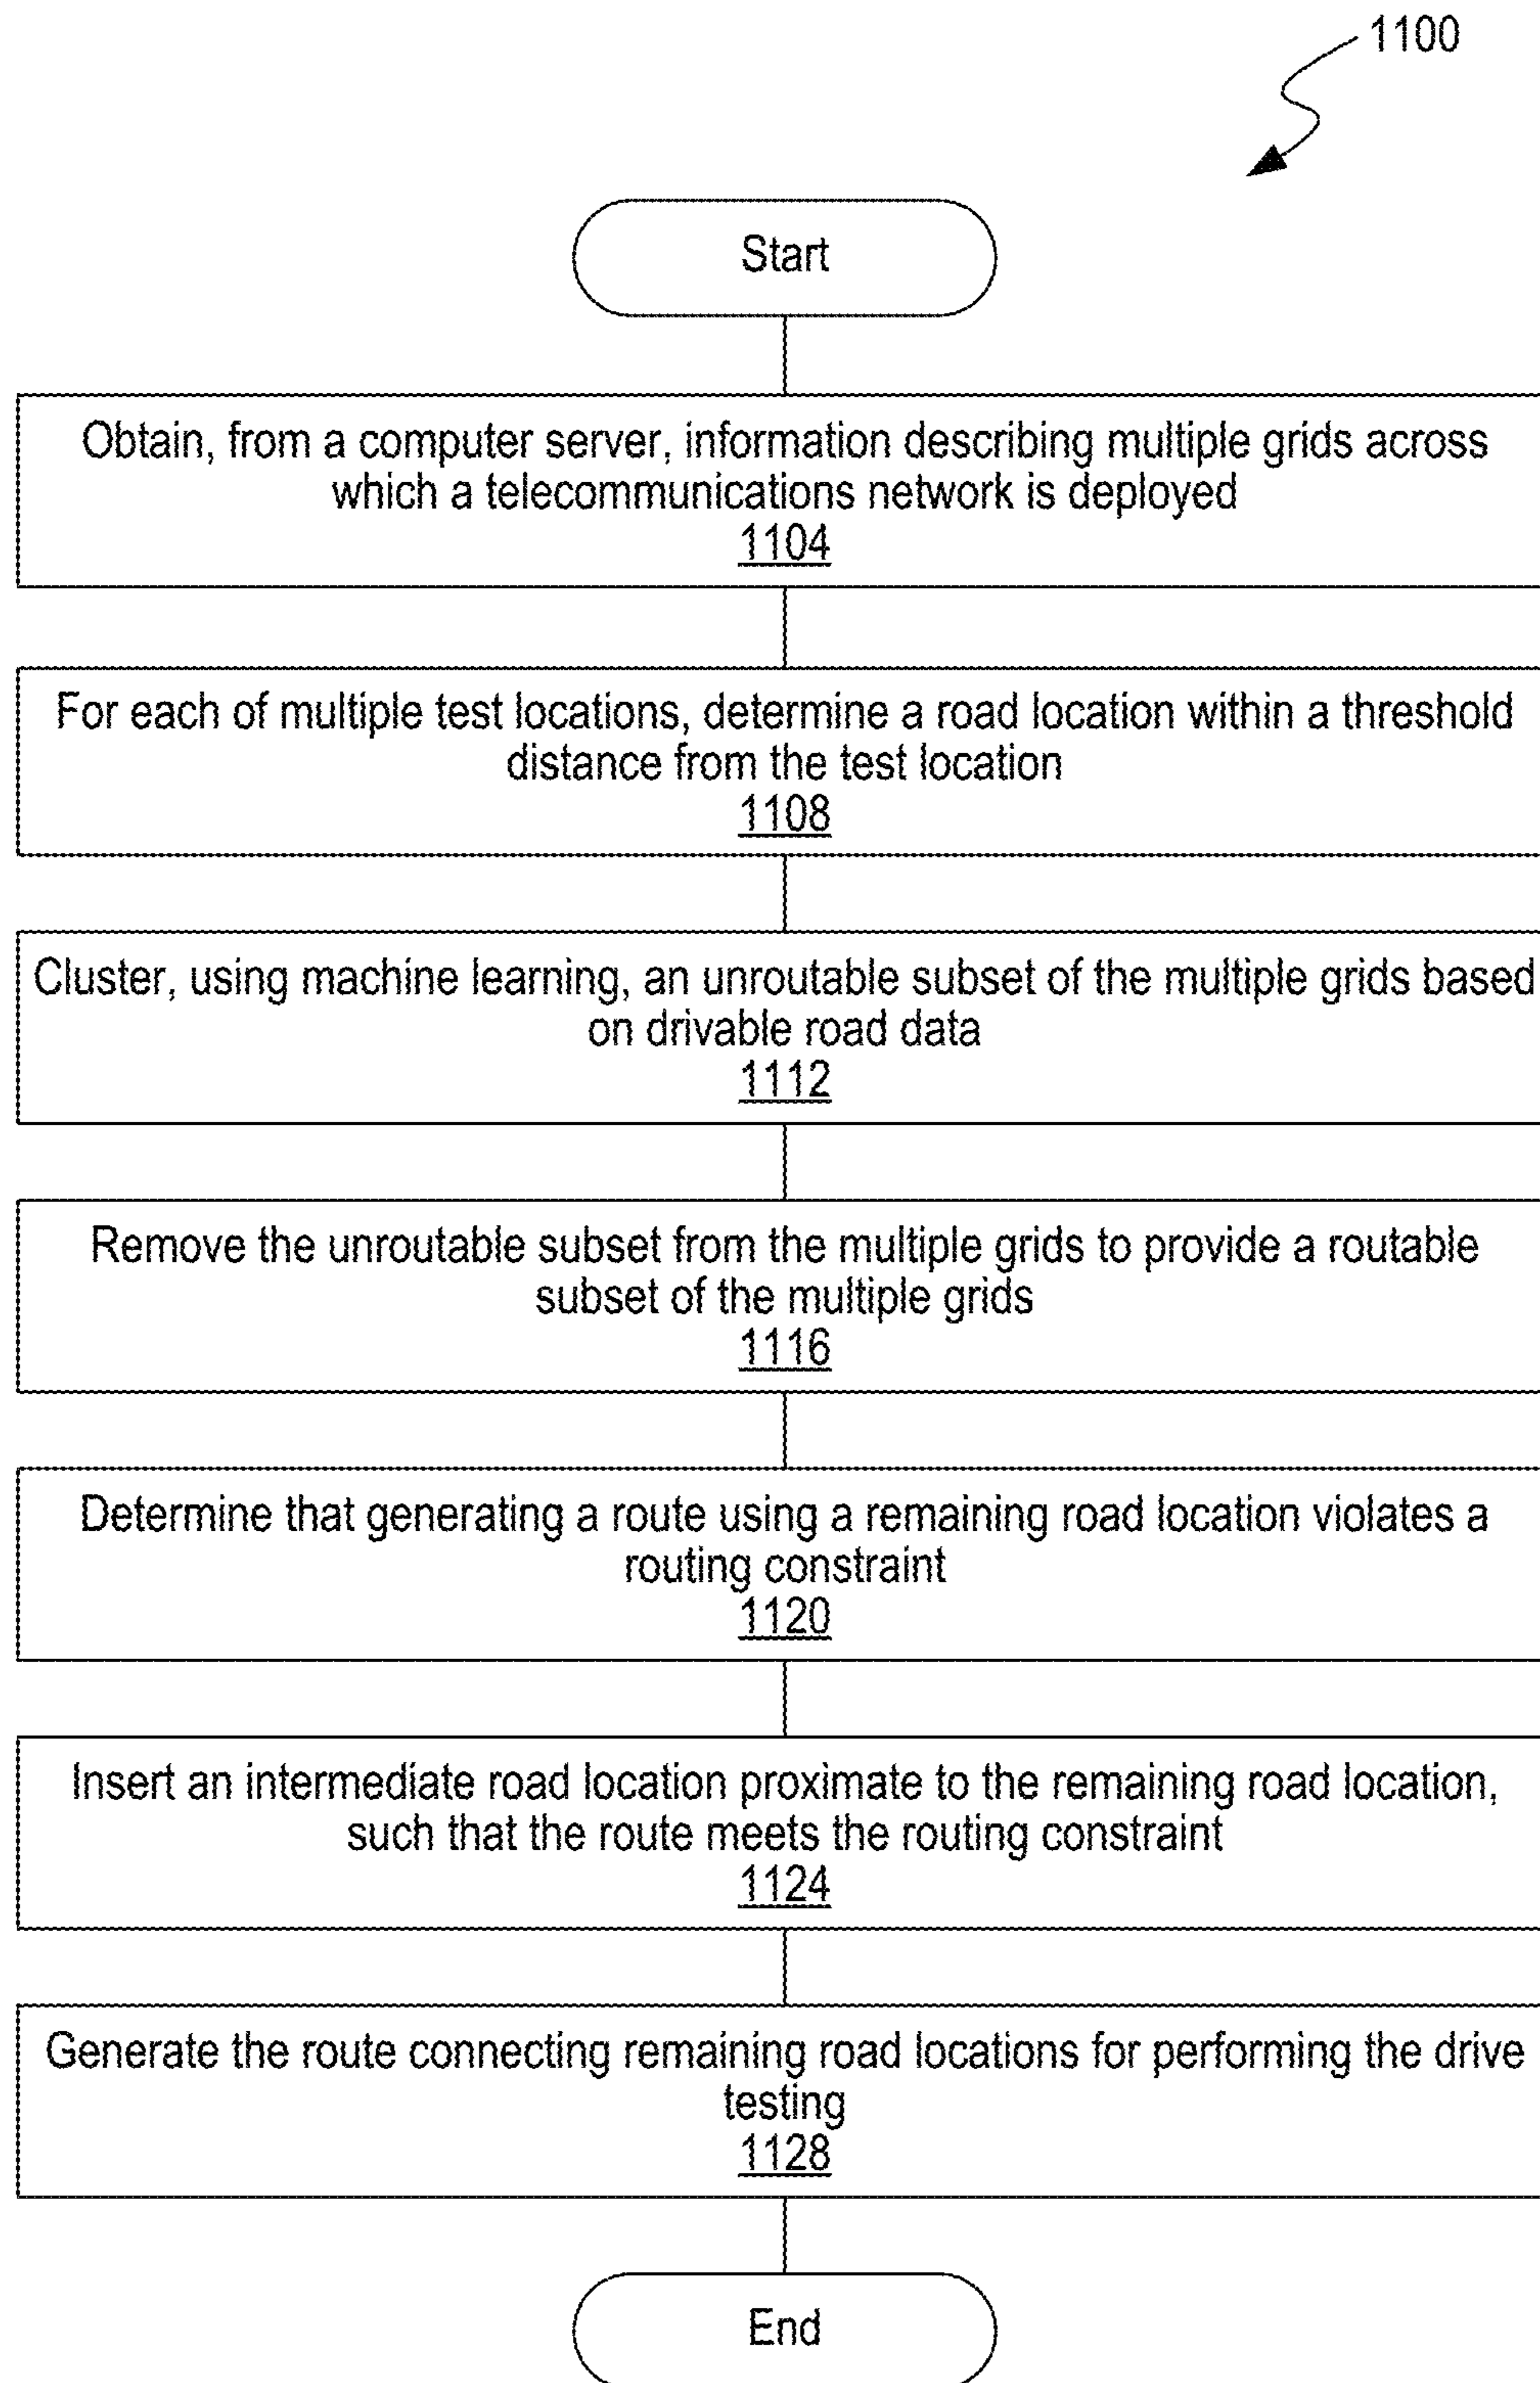 1100
Start
Obtain, from a computer server, information describing multiple grids across
which a telecommunications network is deployed
1104
For each of multiple test locations, determine a road location within a threshold
distance from the test location
1108
Cluster, using machine learning, an unroutable subset of the multiple grids based
on drivable road data
1112
Remove the unroutable subset from the multiple grids to provide a routable
subset of the multiple grids
1116
Determine that generating a route using a remaining road location violates a
routing constraint
1120
Insert an intermediate road location proximate to the remaining road location,
such that the route meets the routing constraint
1124
Generate the route connecting remaining road locations for performing the drive
testing
1128
End